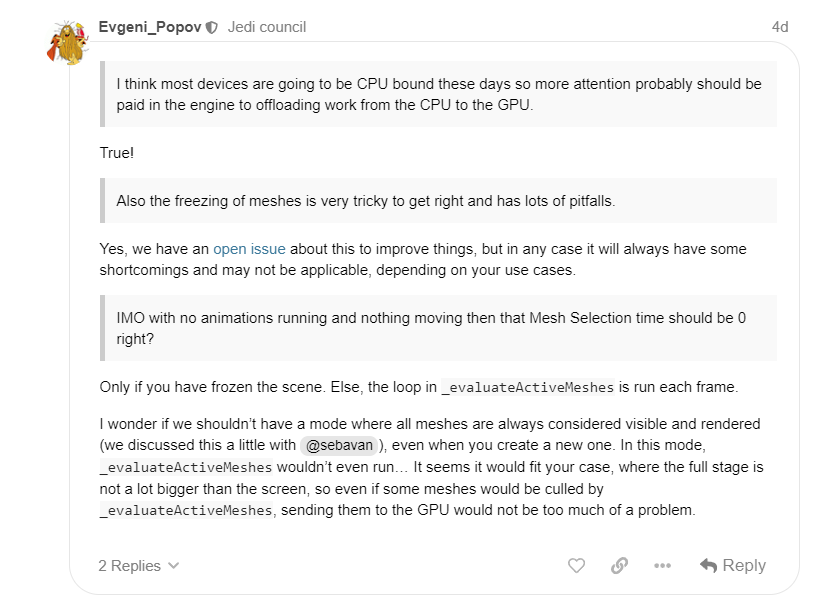 Evgeni_Popov Jedi council 4d
I think most devices are going to be CPU bound these days so more attention probably should be
paid in the engine to offloading work from the CPU to the GPU.
True!
Also the freezing of meshes is very tricky to get right and has lots of pitfalls.
Yes, we have an open issue about this to improve things, but in any case it will always have some
shortcomings and may not be applicable, depending on your use cases.
IMO with no animations running and nothing moving then that Mesh Selection time should be 0
right?
Only if you have frozen the scene. Else, the loop in _evaluateActiveMeshes is run each frame.
I wonder if we shouldn’t have a mode where all meshes are always considered visible and rendered
(we discussed this a little with @sebavan), even when you create a new one. In this mode,
_evaluateActiveMeshes wouldn’t even run… It seems it would fit your case, where the full stage is
not a lot bigger than the screen, so even if some meshes would be culled by
_evaluateActiveMeshes, sending them to the GPU would not be too much of a problem.
2 Replies Reply